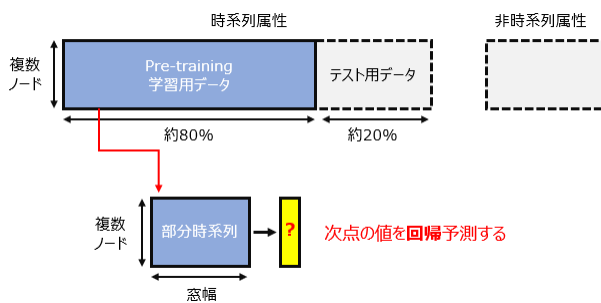 時系列属性
非時系列属性
複数
ノード
Pre-training
学習用データ
テスト用データ
約80%
約20%
複数
ノード
部分時系列
?
次点の値を回帰予測する
窓幅